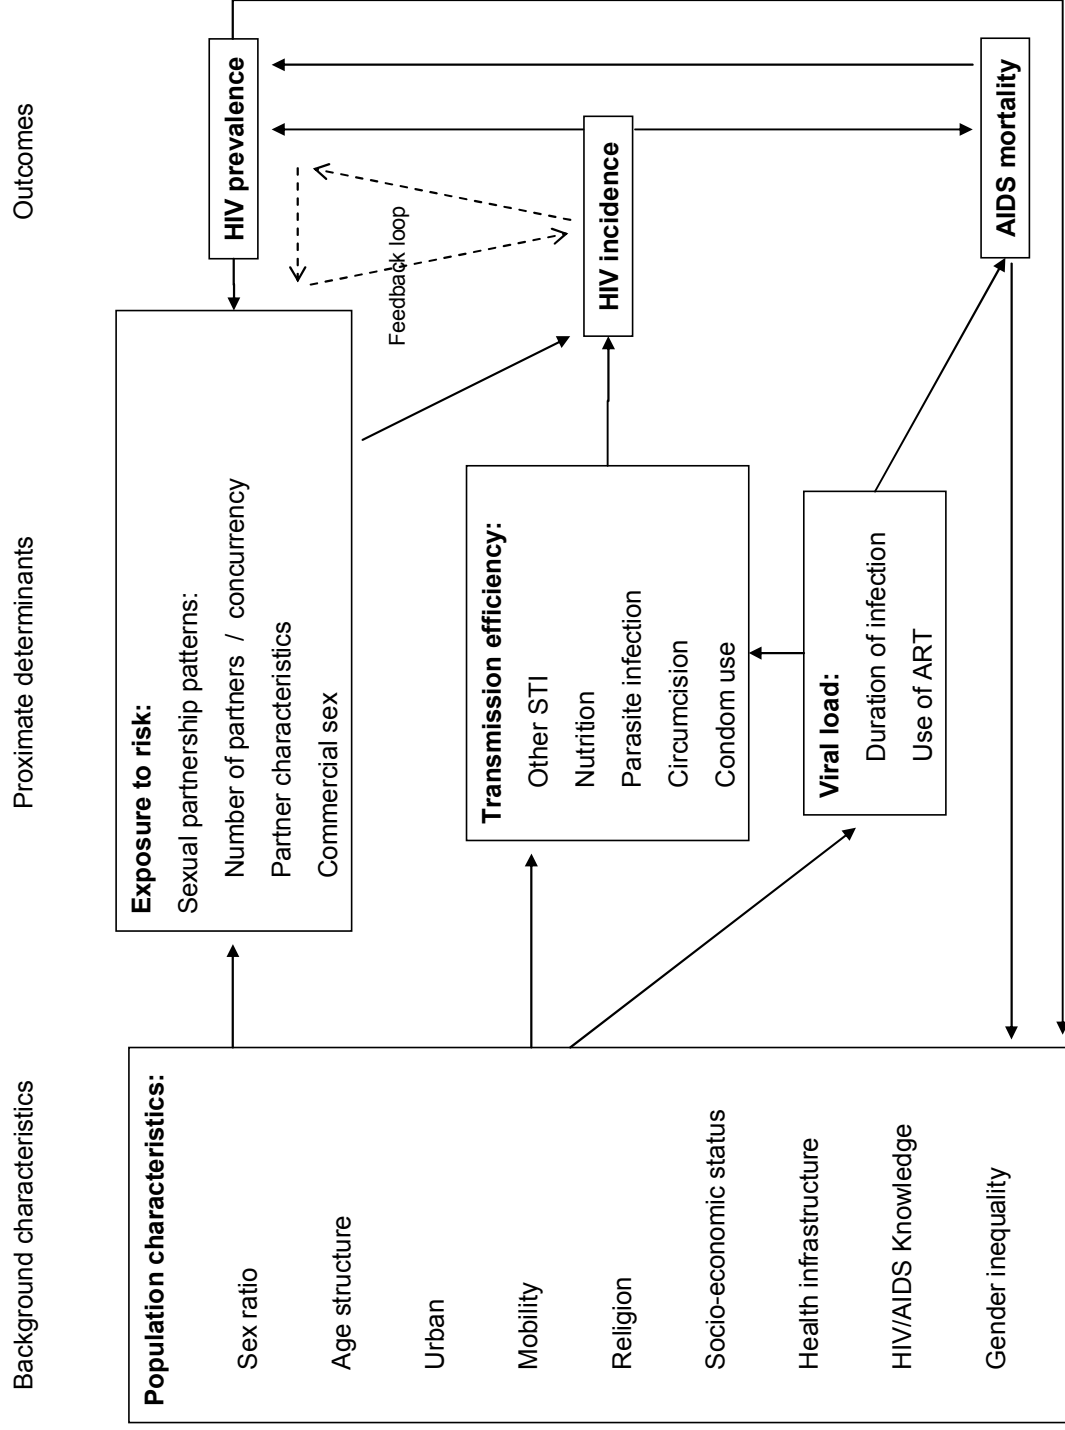 Background characteristics
Proximate determinants
Outcomes
Population characteristics:
Sex ratio
Age structure
Urban
Mobility
Religion
Socio-economic status
Health infrastructure
HIV/AIDS Knowledge
Gender inequality
Exposure to risk:
Sexual partnership patterns:
Number of partners / concurrency
Partner characteristics
Commercial sex
Transmission efficiency:
Other STI
Nutrition
Parasite infection
Circumcision
Condom use
Viral load:
Duration of infection
Use of ART
HIV prevalence
Feedback loop
HIV incidence
AIDS mortality